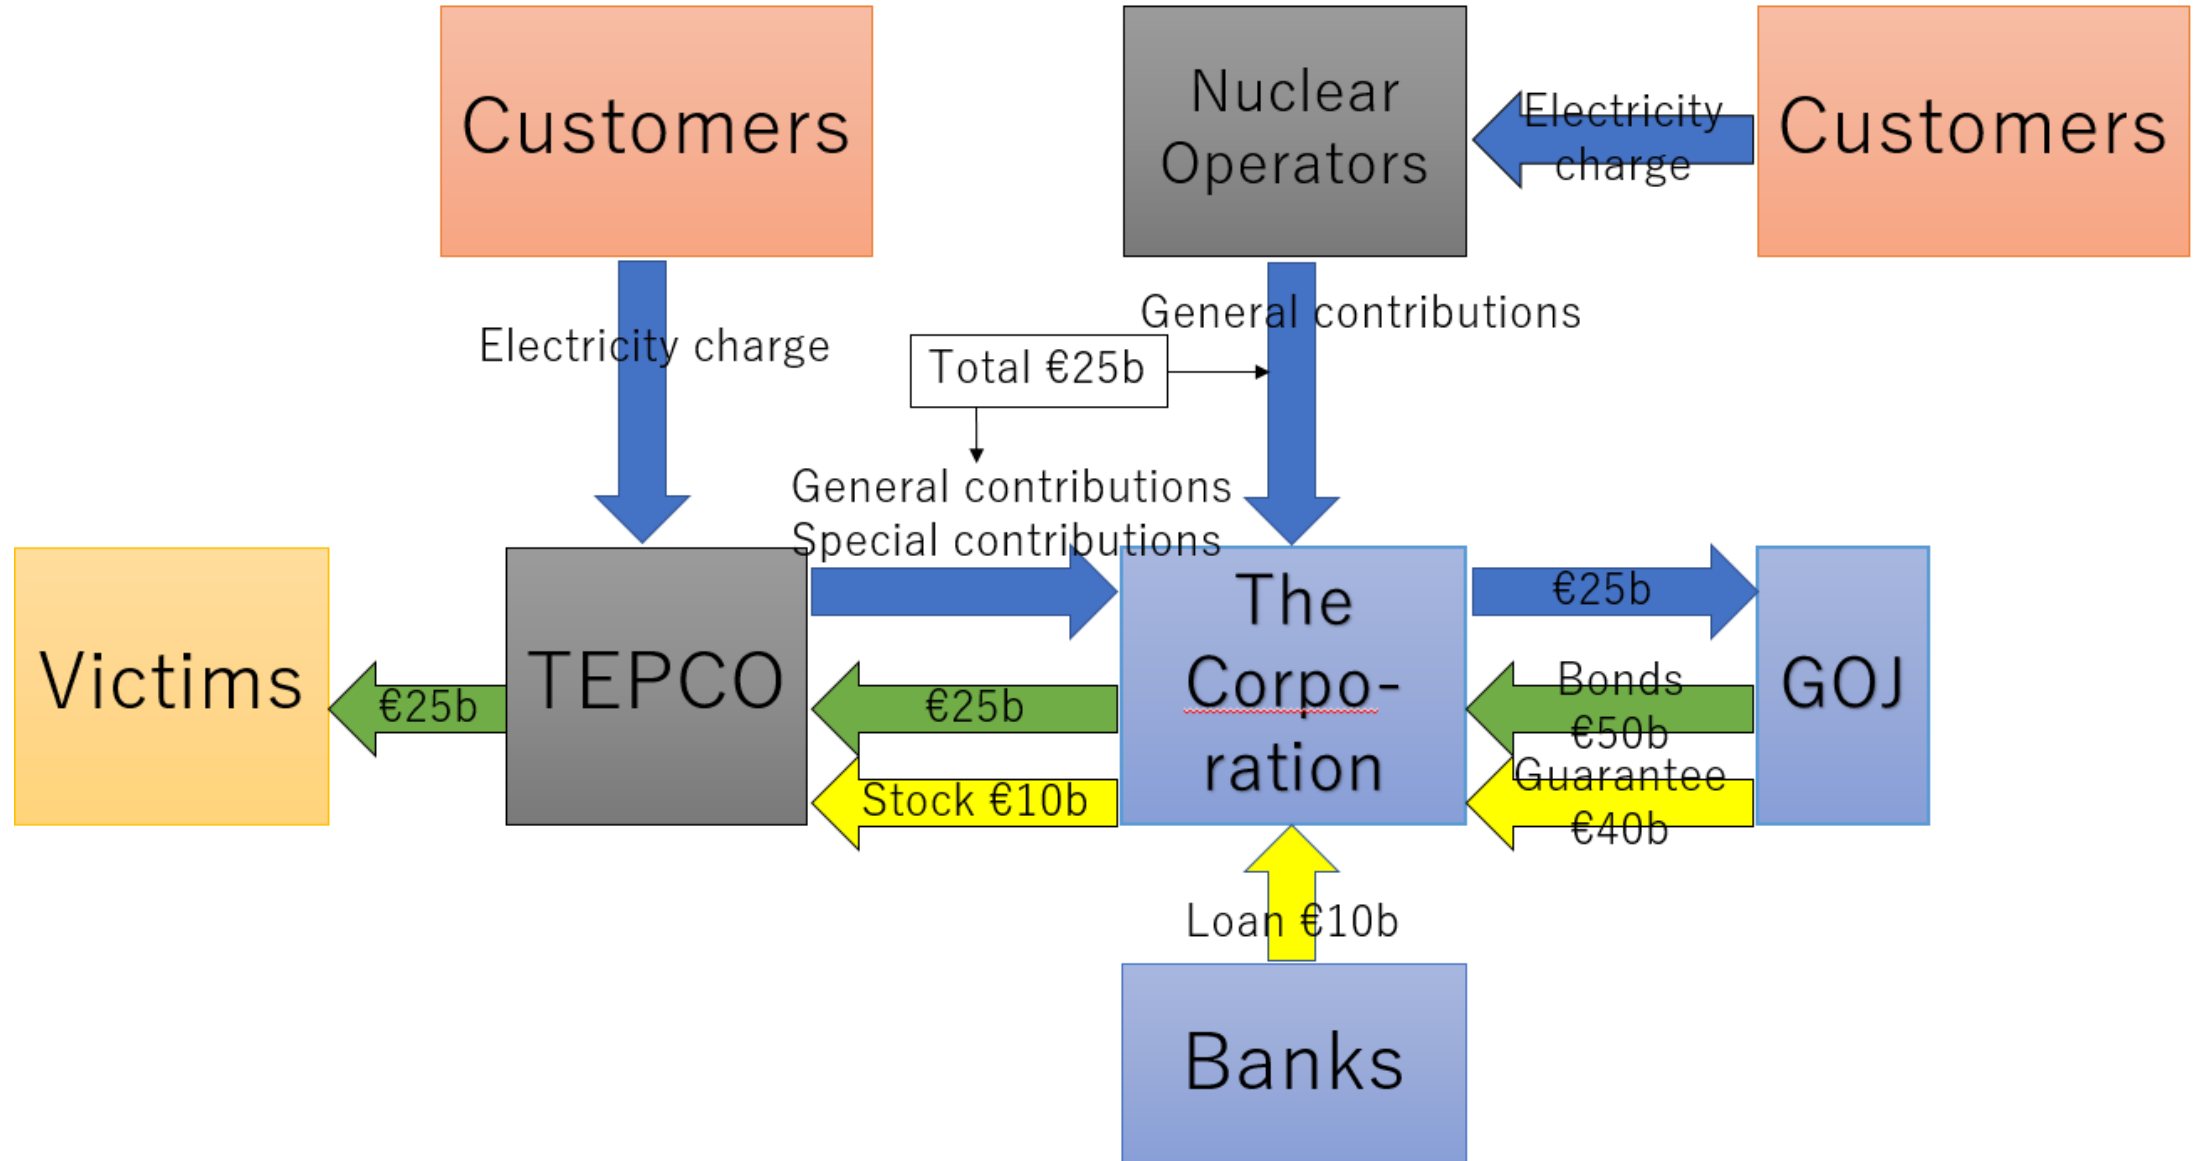 Customers
Nuclear
Operators
Electricity
charge
Customers
General contributions
Electricity charge
Total €25b
General contributions
Special contributions
Victims
€25b
TEPCO
€25b
Stock €10b
The
Corpo-
ration
€25b
Bonds
€50b
Guarantee
€40b
GOJ
Loan €10b
Banks